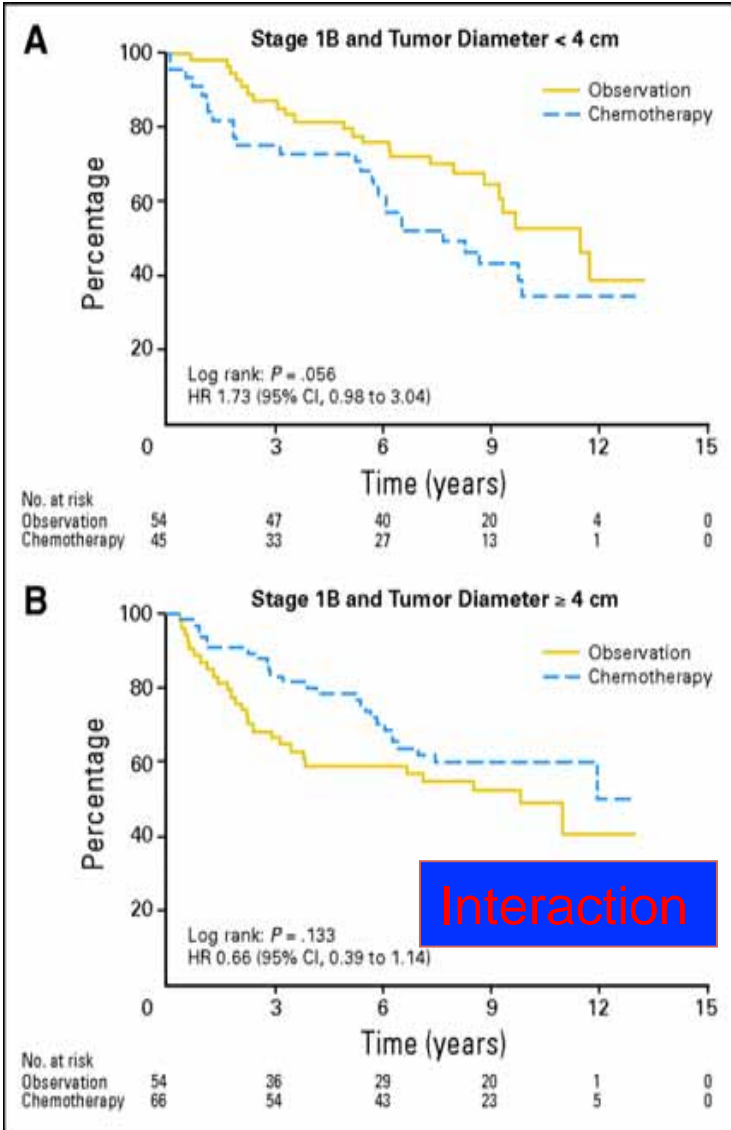 A
Stage 1B and Tumor Diameter < 4 cm
100
80
60
40
20
0
Percentage
Observation
Chemotherapy
Log rank: P = .056
HR 1.73 (95% CI, 0.98 to 3.04)
3 6 9 12 15
Time (years)
No. at risk
Observation 54 47 40 20 4 0
Chemotherapy 45 33 27 13 1 0
B
Stage 1B and Tumor Diameter ≥ 4 cm
100
80
60
40
20
0
Percentage
Observation
Chemotherapy
Interaction
Log rank: P = .133
HR 0.66 (95% CI, 0.39 to 1.14)
3 6 9 12 15
Time (years)
No. at risk
Observation 54 36 29 20 1 0
Chemotherapy 66 54 43 23 5 0